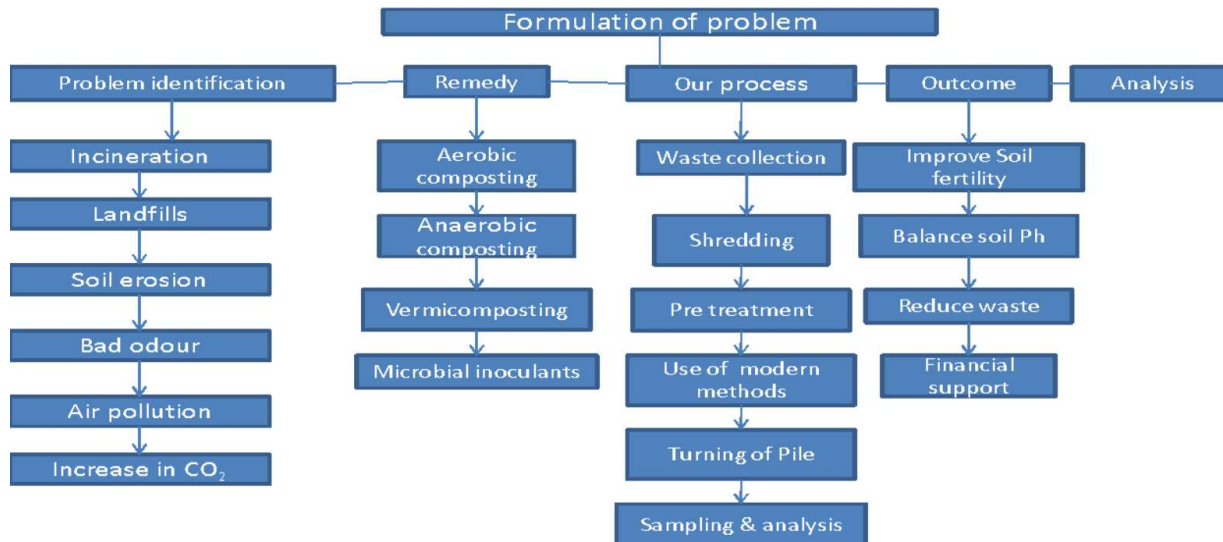 Formulation of problem
Problem identification
Remedy
Our process
Outcome
Analysis
Incineration
Landfills
Soil erosion
Bad odour
Air pollution
Increase in CO₂
Aerobic
composting
Anaerobic
composting
Vermicomposting
Microbial inoculants
Waste collection
Shredding
Pre treatment
Use of modern
methods
Turning of Pile
Sampling & analysis
Improve Soil
fertility
Balance soil Ph
Reduce waste
Financial
support